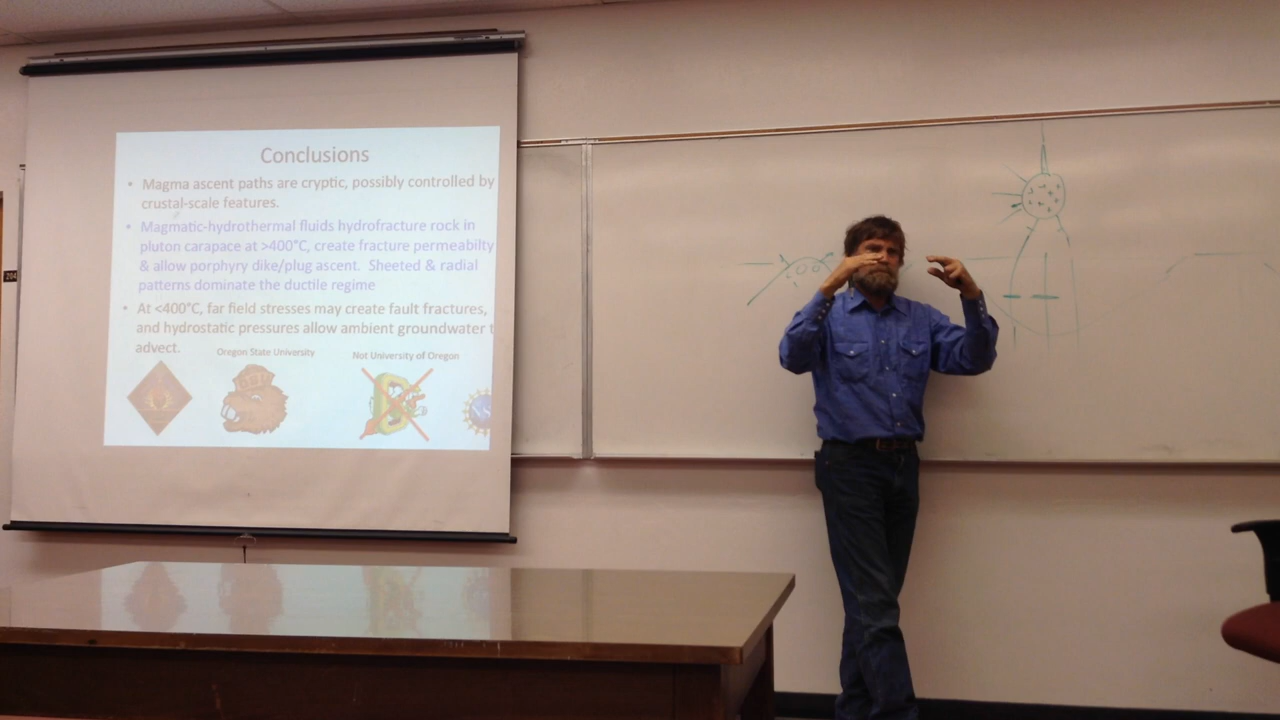 Conclusions
• Magma ascent paths are cryptic, possibly controlled by
crustal-scale features.
• Magmatic-hydrothermal fluids hydrofracture rock in
pluton carapace at >400°C, create fracture permeabilty
& allow porphyry dike/plug ascent. Sheeted & radial
patterns dominate the ductile regime
• At <400°C, far field stresses may create fault fractures,
and hydrostatic pressures allow ambient groundwater t
advect.
Oregon State University
Not University of Oregon
204